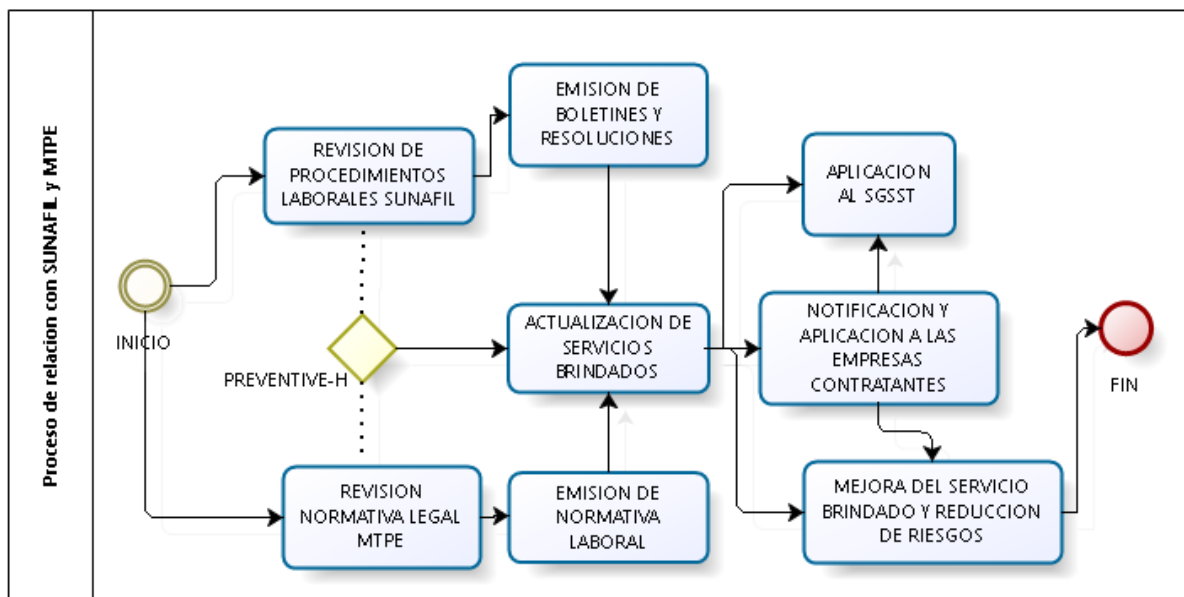 Proceso de relacion con SUNAFIL y MTPE
INICIO
REVISION DE
PROCEDIMIENTOS
LABORALES SUNAFIL
EMISION DE
BOLETINES Y
RESOLUCIONES
PREVENTIVE-H
REVISION
NORMATIVA LEGAL
MTPE
EMISION DE
NORMATIVA
LABORAL
ACTUALIZACION DE
SERVICIOS
BRINDADOS
APLICACION
AL SGSST
NOTIFICACION Y
APLICACION A LAS
EMPRESAS
CONTRATANTES
MEJORA DEL SERVICIO
BRINDADO Y REDUCCION
DE RIESGOS
FIN